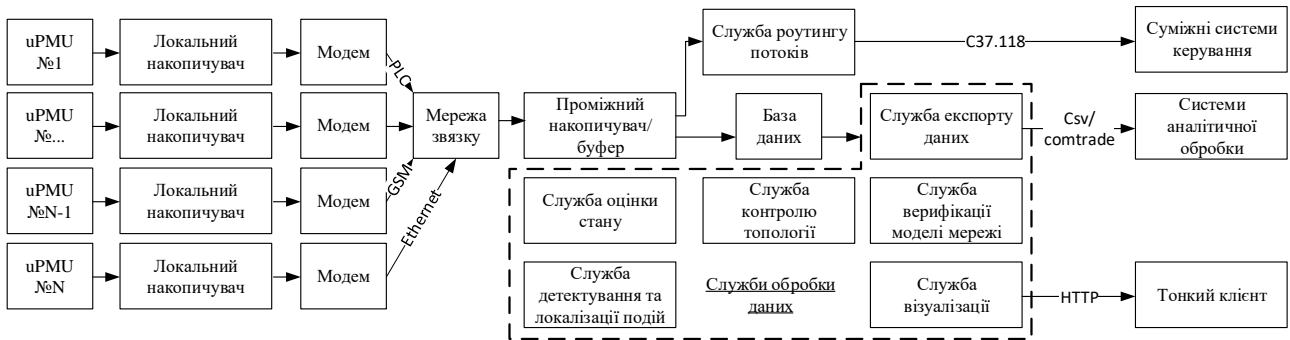 uPMU
№1
Локальний
накопичувач
Модем
PLC
uPMU
№...
Локальний
накопичувач
Модем
uPMU
№N-1
Локальний
накопичувач
Модем
GSM
uPMU
№N
Локальний
накопичувач
Модем
Ethernet
Мережа
звязку
Проміжний
накопичувач/
буфер
Служба роутингу
потоків
C37.118
Суміжні системи
керування
База
даних
Служба експорту
даних
Csv/
comtrade
Системи
аналітичної
обробки
Служба оцінки
стану
Служба
контролю
топології
Служба
верифікації
моделі мережі
Служба
детектування та
локалізації подій
Служби обробки
даних
Служба
візуалізації
HTTP
Тонкий клієнт